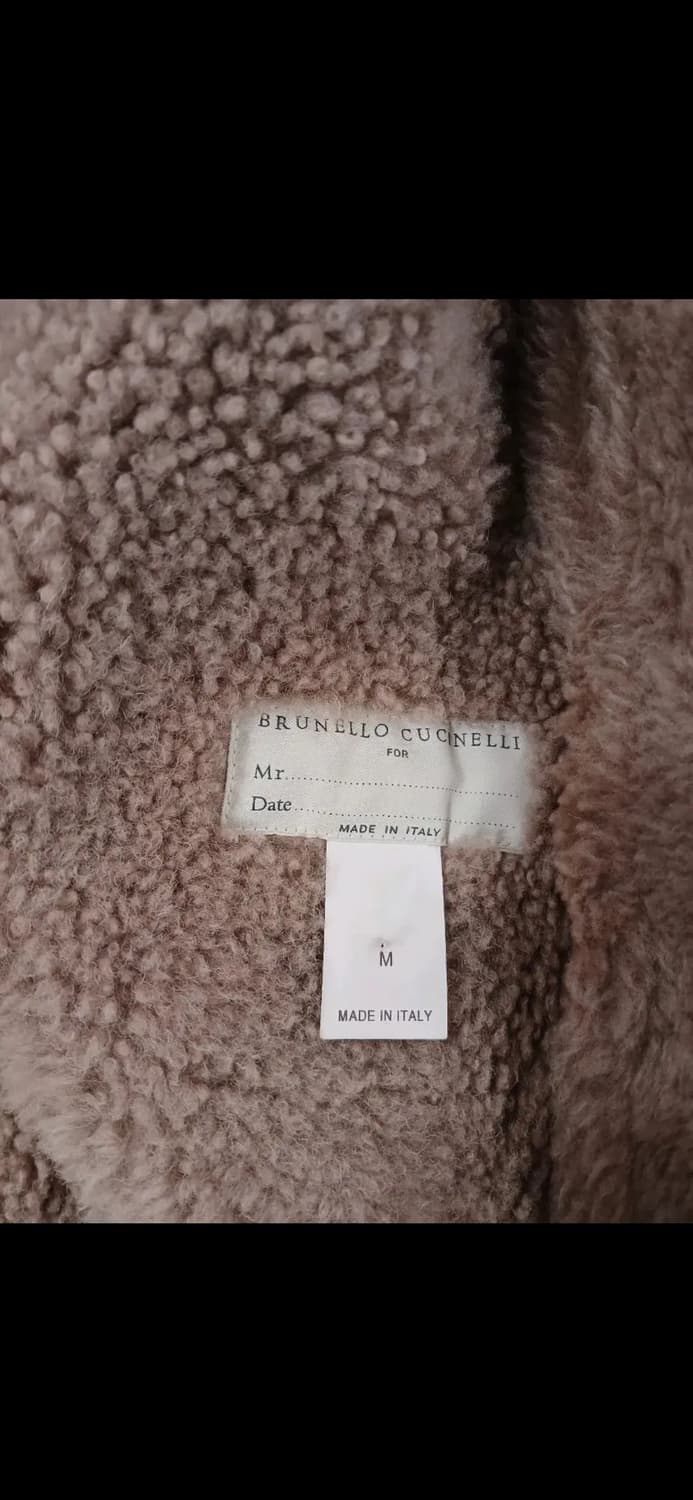 BRUNELLO CUCINELLI
FOR
Mr..............................................
Date..............................................
MADE IN ITALY
M
MADE IN ITALY